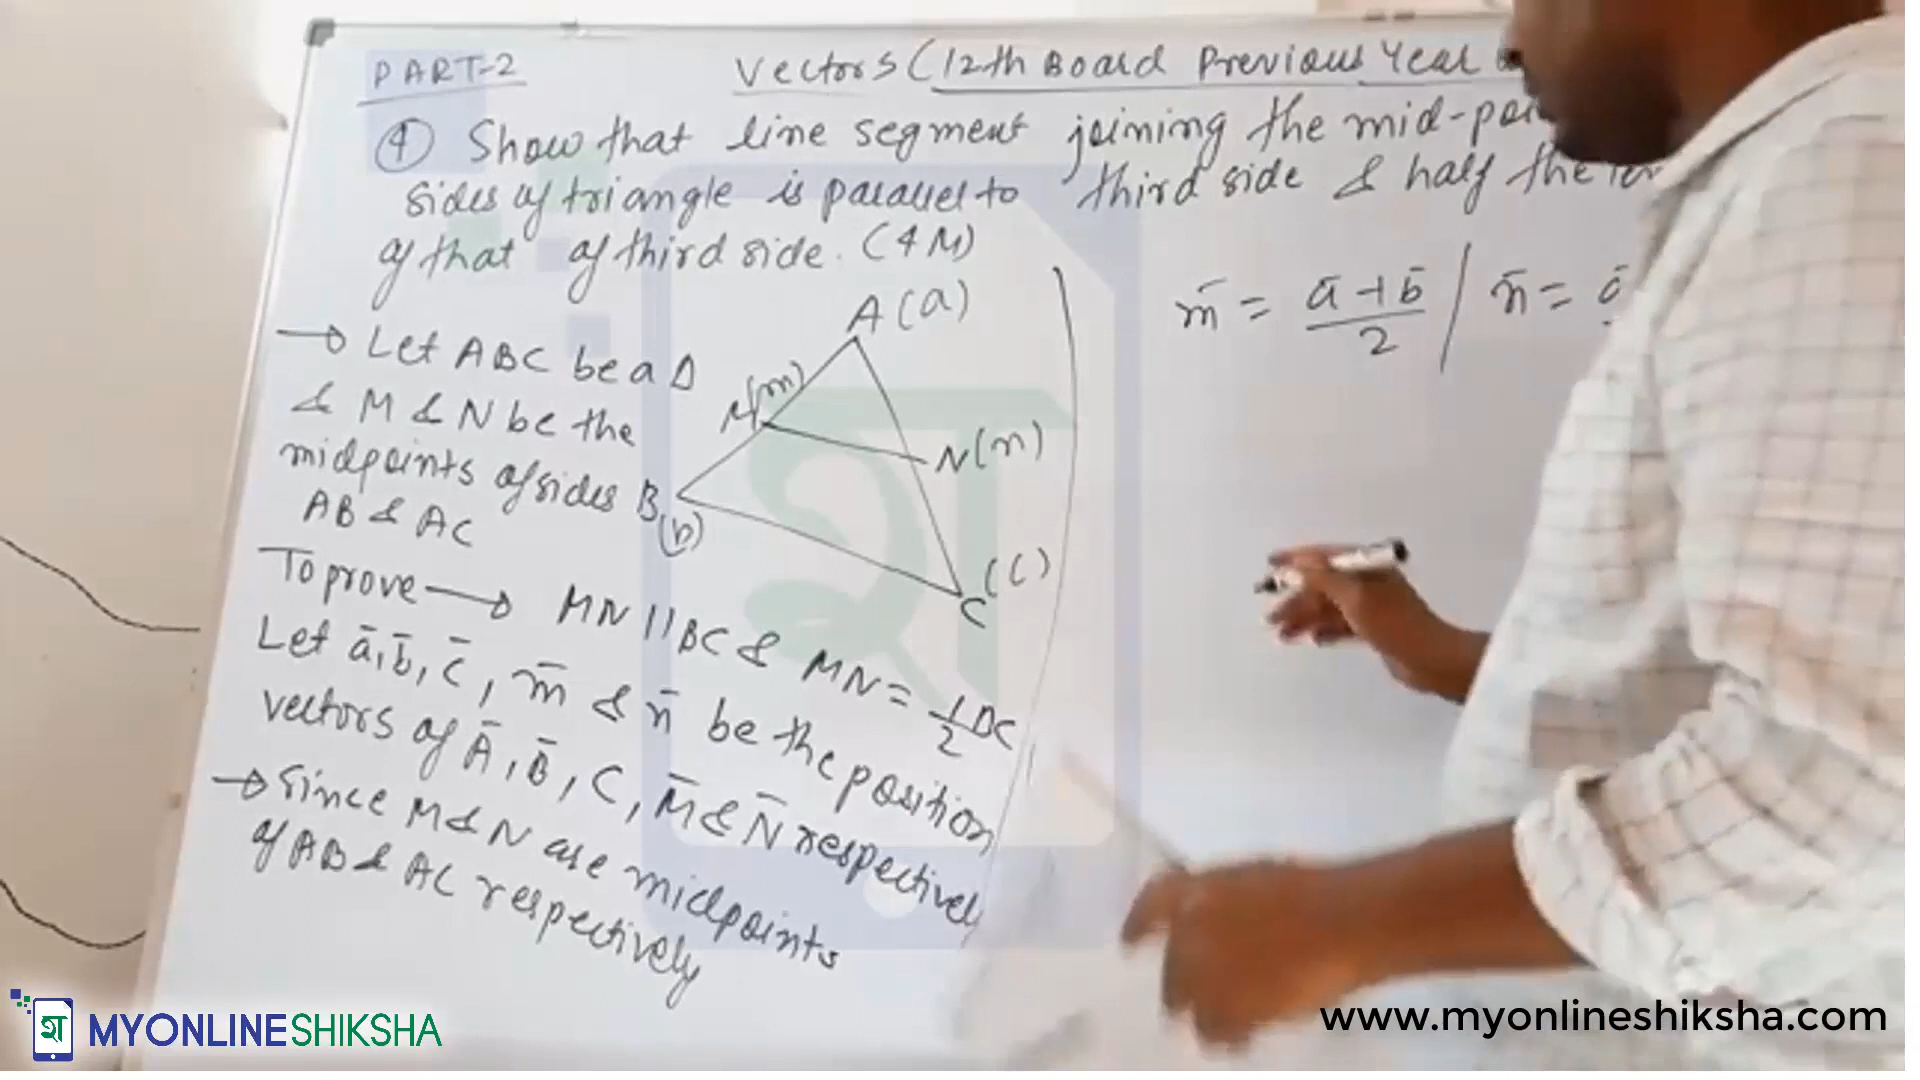 PART-2
Vectors (12th Board Previous Year
④ Show that line segment joining the mid-poi
sides of triangle is parallel to third side & half the
of that of third side. (4M)
→ Let ABC be a Δ
& M & N be the
midpoints of sides
AB & AC
A(a)
M(m)
N(n)
B
(b)
(c)
C
To prove → MN || BC & MN = 1/2 BC
Let ā, b̄, c̄, m̄ & n̄ be the position
vectors of Ā, B̄, C, M̄ & N̄ respectively
→ Since M & N are midpoints
of AB & AC respectively
m̄ = ā + b̄ / 2 | n̄ =
MYONLINESHIKSHA
www.myonlineshiksha.com